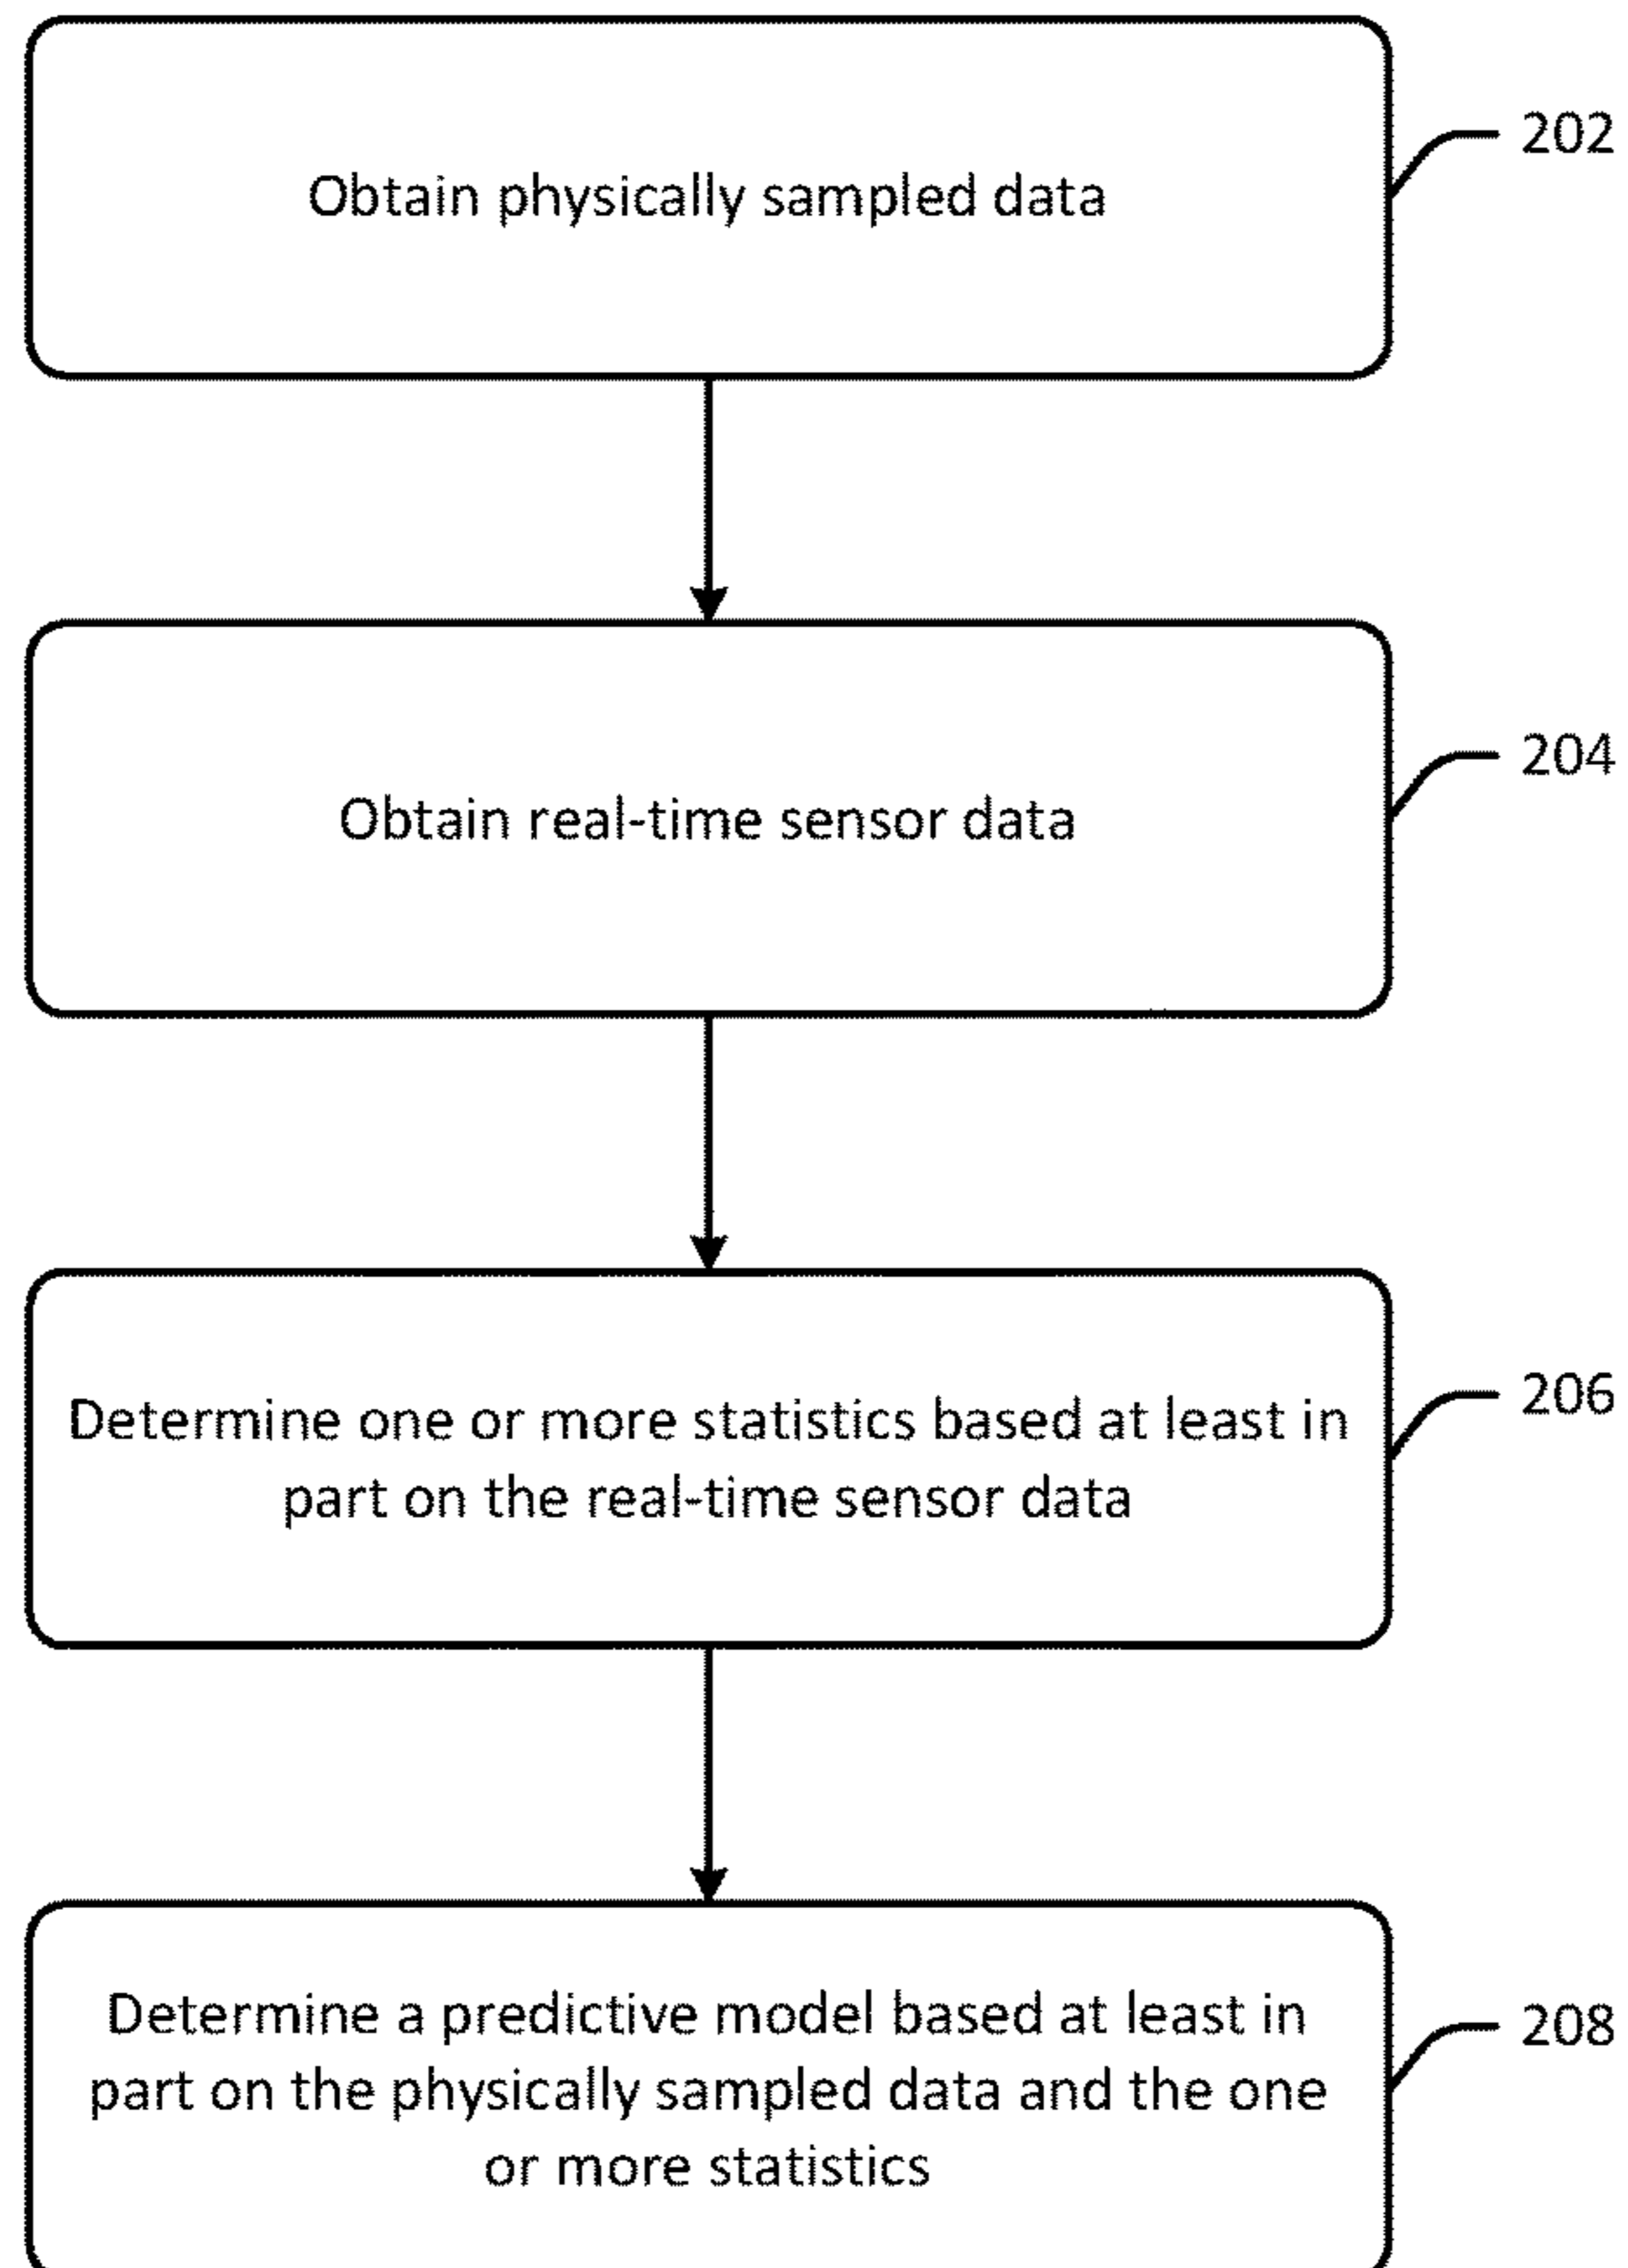 Obtain physically sampled data
202
Obtain real-time sensor data
204
Determine one or more statistics based at least in
part on the real-time sensor data
206
Determine a predictive model based at least in
part on the physically sampled data and the one
or more statistics
208